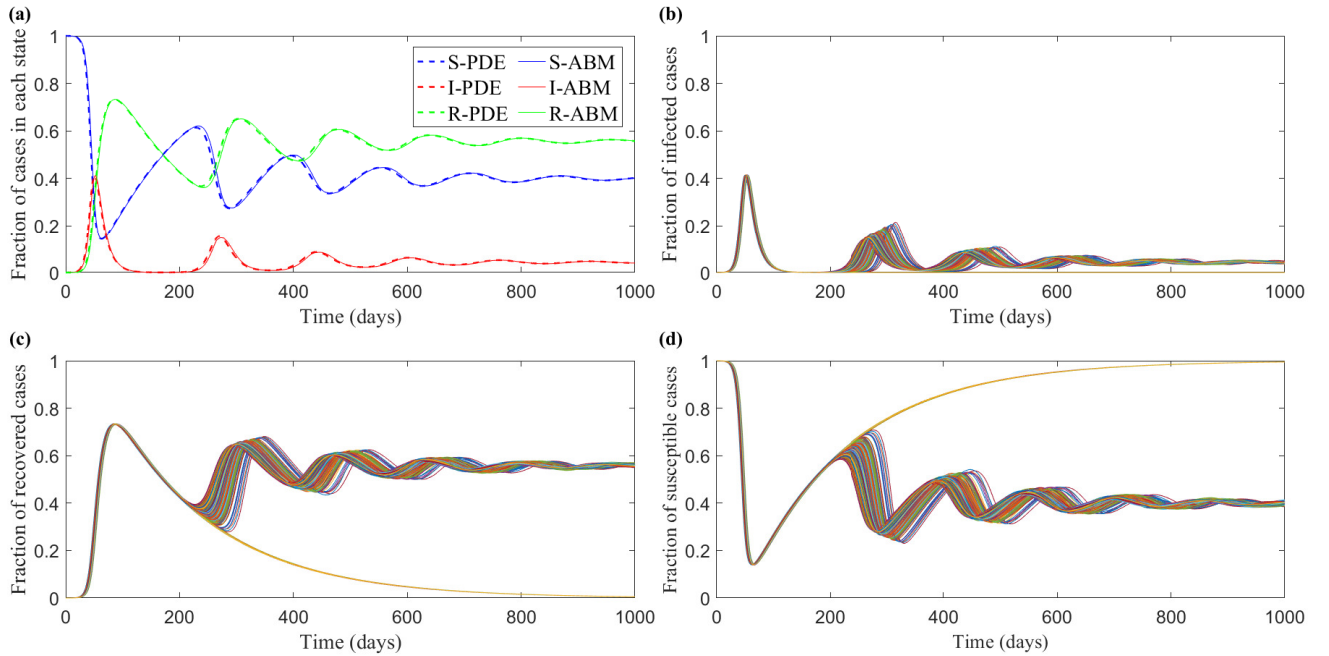 (a)
Fraction of cases in each state
1
0.8
0.6
0.4
0.2
0
0 200 400 600 800 1000
Time (days)
S-PDE S-ABM
I-PDE I-ABM
R-PDE R-ABM
(b)
Fraction of infected cases
1
0.8
0.6
0.4
0.2
0
0 200 400 600 800 1000
Time (days)
(c)
Fraction of recovered cases
1
0.8
0.6
0.4
0.2
0
0 200 400 600 800 1000
Time (days)
(d)
Fraction of susceptible cases
1
0.8
0.6
0.4
0.2
0
0 200 400 600 800 1000
Time (days)